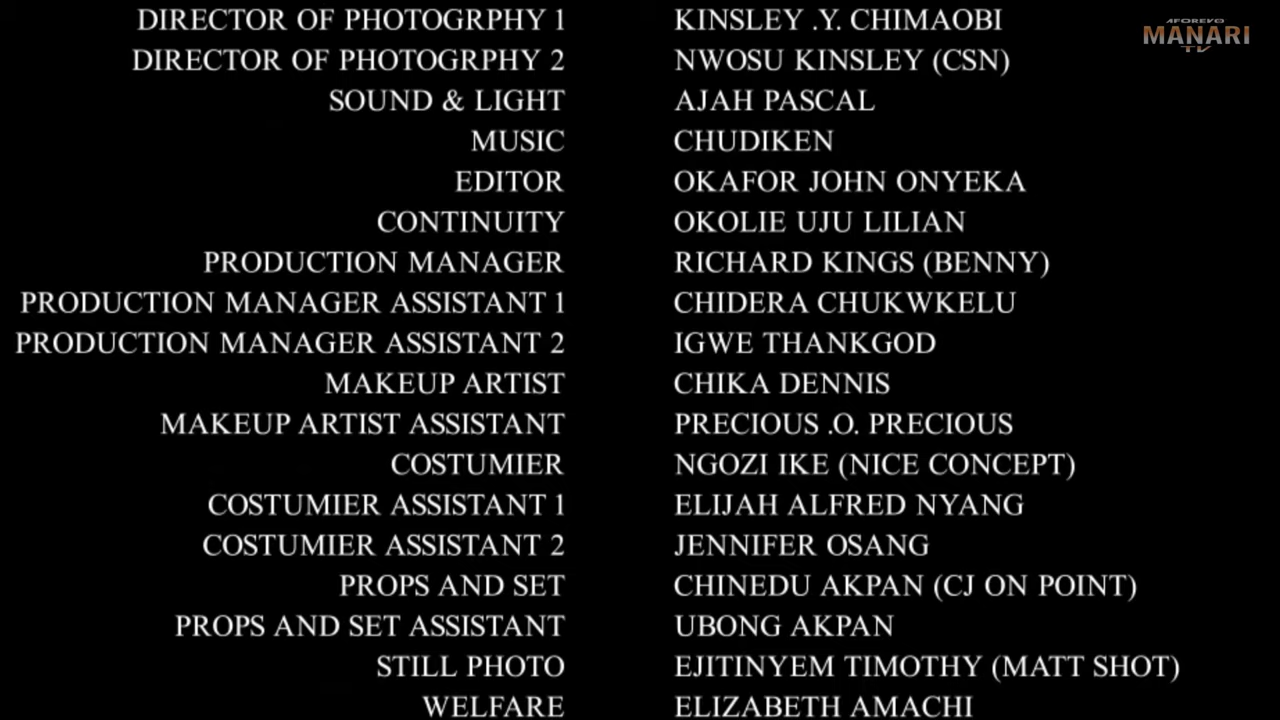 DIRECTOR OF PHOTOGRPHY 1 KINSLEY .Y. CHIMAOBI
DIRECTOR OF PHOTOGRPHY 2 NWOSU KINSLEY (CSN)
SOUND & LIGHT AJAH PASCAL
MUSIC CHUDIKEN
EDITOR OKAFOR JOHN ONYEKA
CONTINUITY OKOLIE UJU LILIAN
PRODUCTION MANAGER RICHARD KINGS (BENNY)
PRODUCTION MANAGER ASSISTANT 1 CHIDERA CHUKWKELU
PRODUCTION MANAGER ASSISTANT 2 IGWE THANKGOD
MAKEUP ARTIST CHIKA DENNIS
MAKEUP ARTIST ASSISTANT PRECIOUS .O. PRECIOUS
COSTUMIER NGOZI IKE (NICE CONCEPT)
COSTUMIER ASSISTANT 1 ELIJAH ALFRED NYANG
COSTUMIER ASSISTANT 2 JENNIFER OSANG
PROPS AND SET CHINEDU AKPAN (CJ ON POINT)
PROPS AND SET ASSISTANT UBONG AKPAN
STILL PHOTO EJITINYEM TIMOTHY (MATT SHOT)
WELFARE ELIZABETH AMACHI
AFOREVO
MANARI
TV